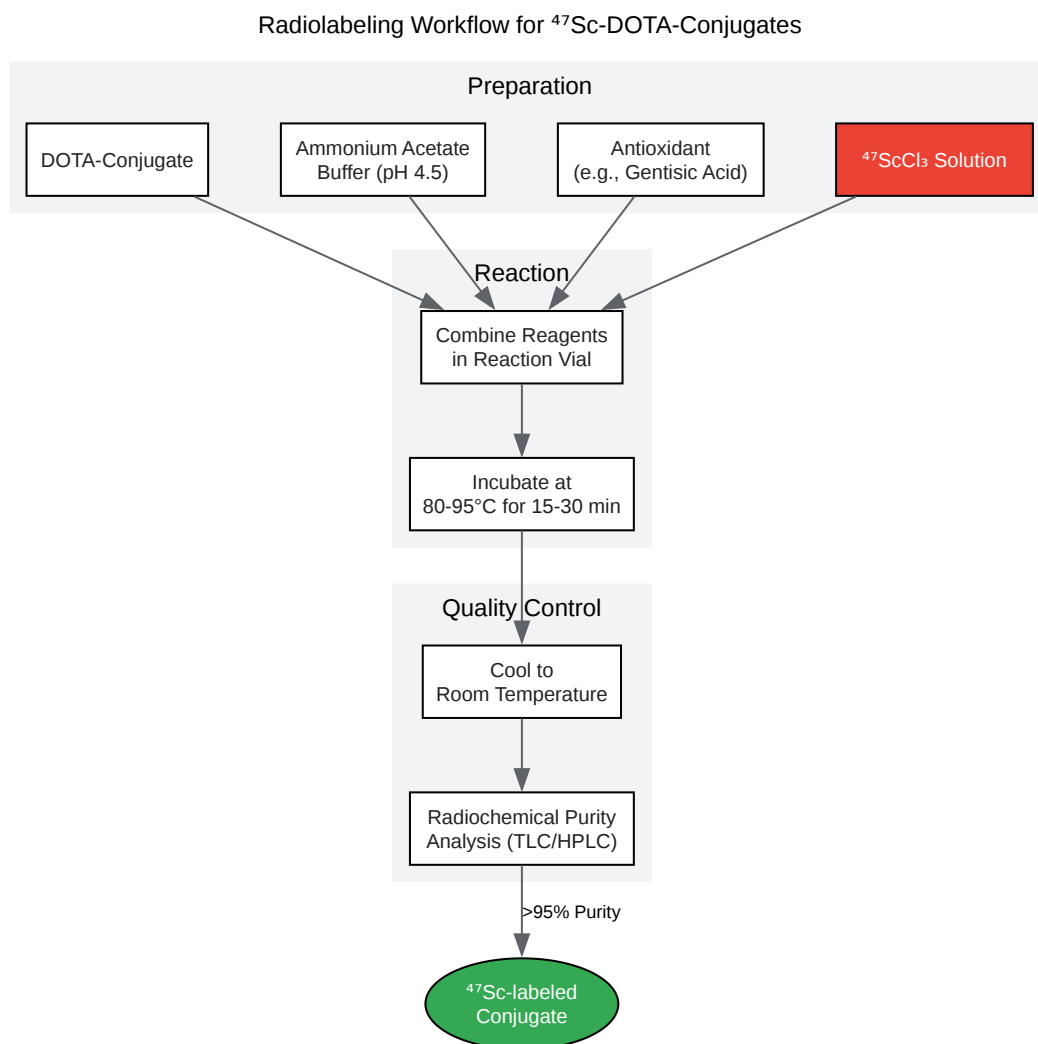 Radiolabeling Workflow for ⁴⁷Sc-DOTA-Conjugates
Preparation
DOTA-Conjugate
Ammonium Acetate
Buffer (pH 4.5)
Antioxidant
(e.g., Gentisic Acid)
⁴⁷ScCl₃ Solution
Reaction
Combine Reagents
in Reaction Vial
Incubate at
80-95°C for 15-30 min
Quality Control
Cool to
Room Temperature
Radiochemical Purity
Analysis (TLC/HPLC)
>95% Purity
⁴⁷Sc-labeled
Conjugate